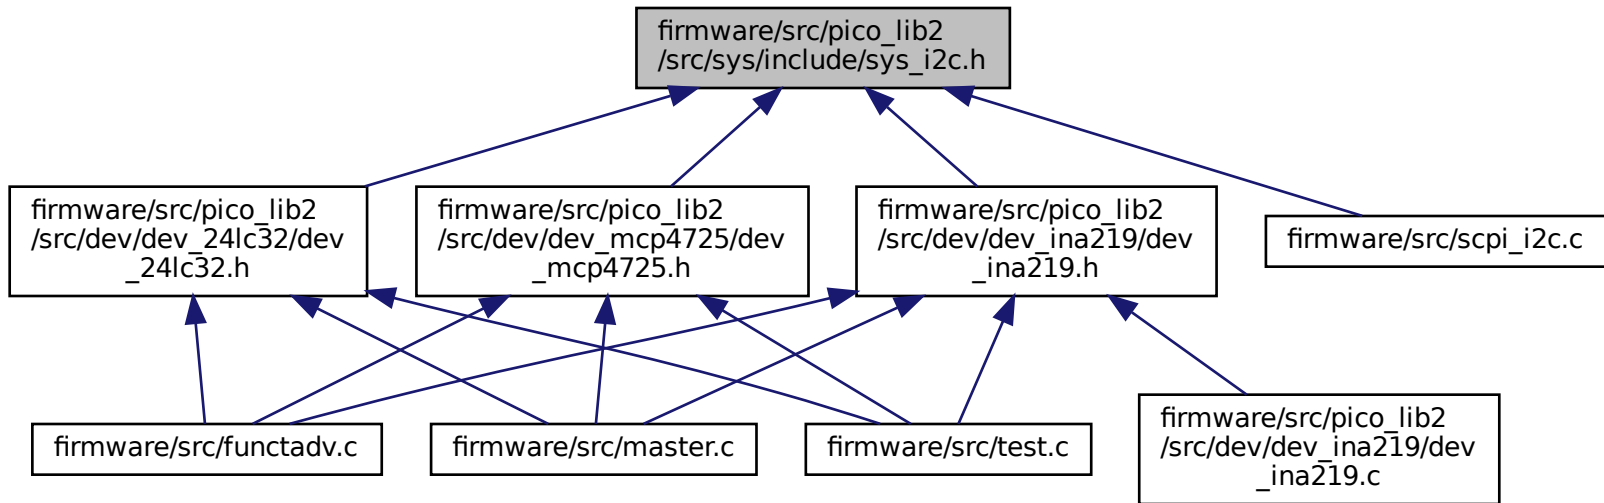 firmware/src/pico_lib2
/src/sys/include/sys_i2c.h
firmware/src/pico_lib2
/src/dev/dev_24lc32/dev
_24lc32.h
firmware/src/pico_lib2
/src/dev/dev_mcp4725/dev
_mcp4725.h
firmware/src/pico_lib2
/src/dev/dev_ina219/dev
_ina219.h
firmware/src/scpi_i2c.c
firmware/src/functadv.c
firmware/src/master.c
firmware/src/test.c
firmware/src/pico_lib2
/src/dev/dev_ina219/dev
_ina219.c